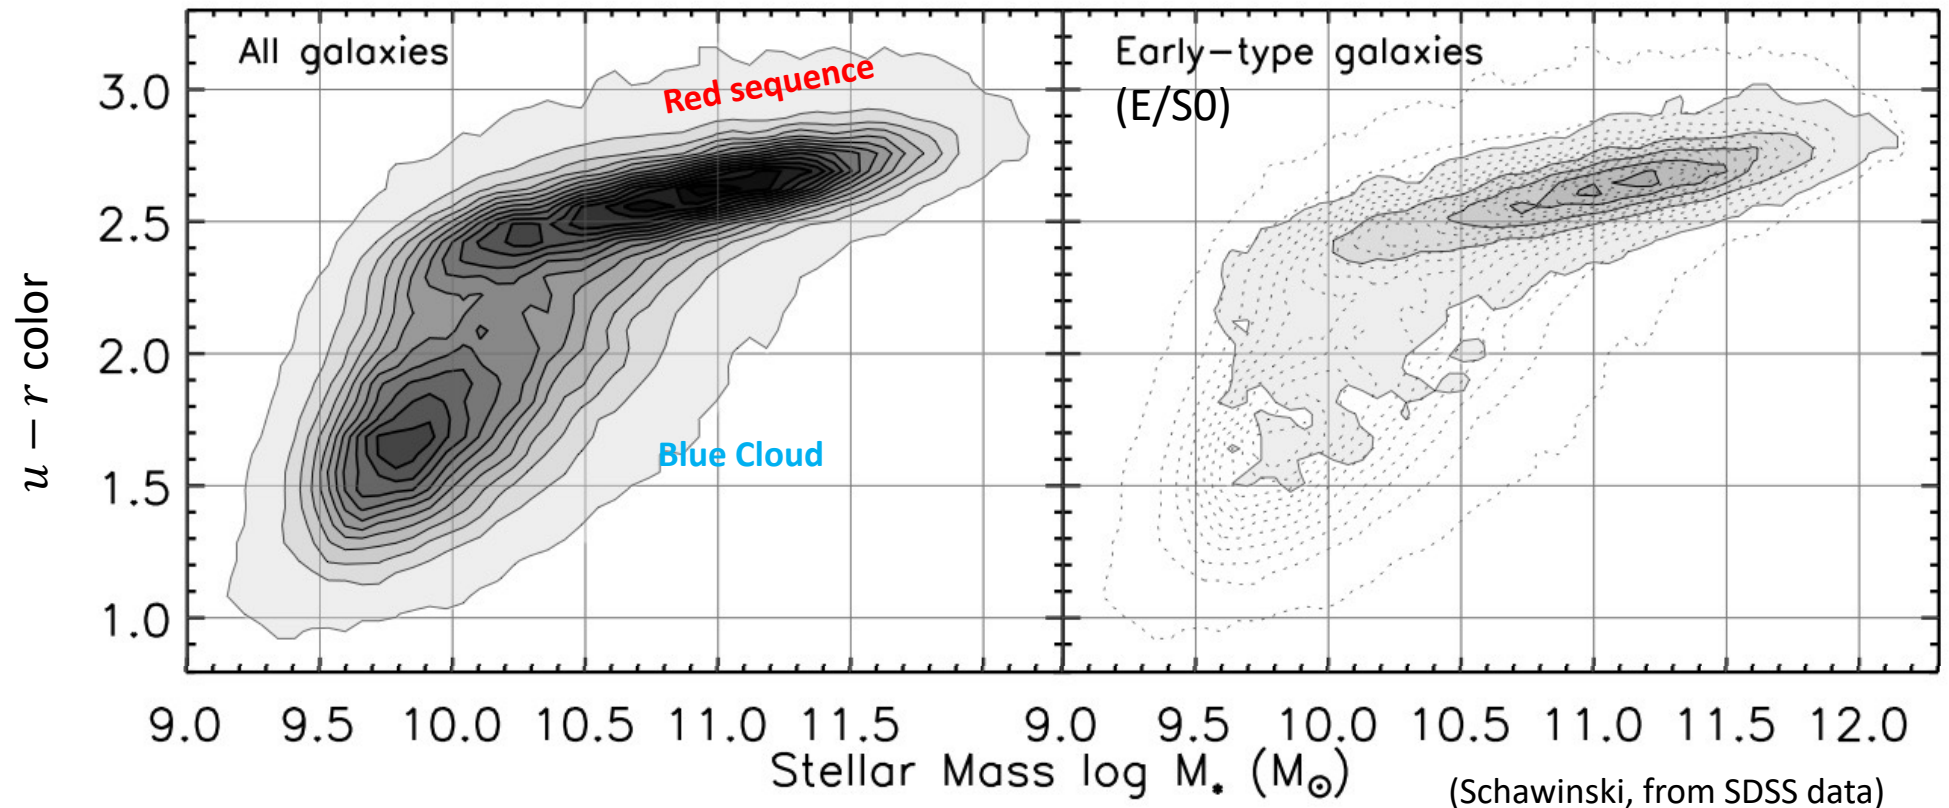 All galaxies
Red sequence
Blue Cloud
Early-type galaxies
(E/S0)
u − r color
3.0
2.5
2.0
1.5
1.0
9.0 9.5 10.0 10.5 11.0 11.5 9.0 9.5 10.0 10.5 11.0 11.5 12.0
Stellar Mass log M* (M⊙)
(Schawinski, from SDSS data)